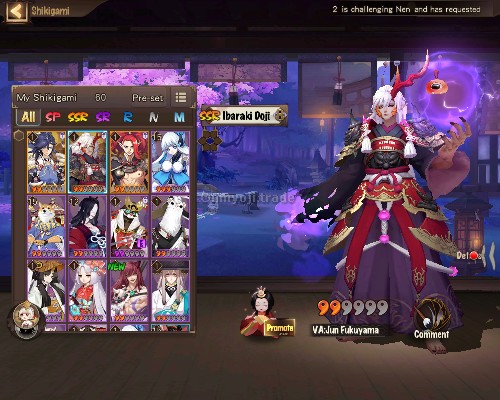 Shikigami
2 is challenging Nen and has requested
My Shikigami 60 Pre-set
All SP SSR SR R N M
SSR Ibaraki Doji
@onmyoji.trade
NEW
Promote
999999
VA:Jun Fukuyama
Comment